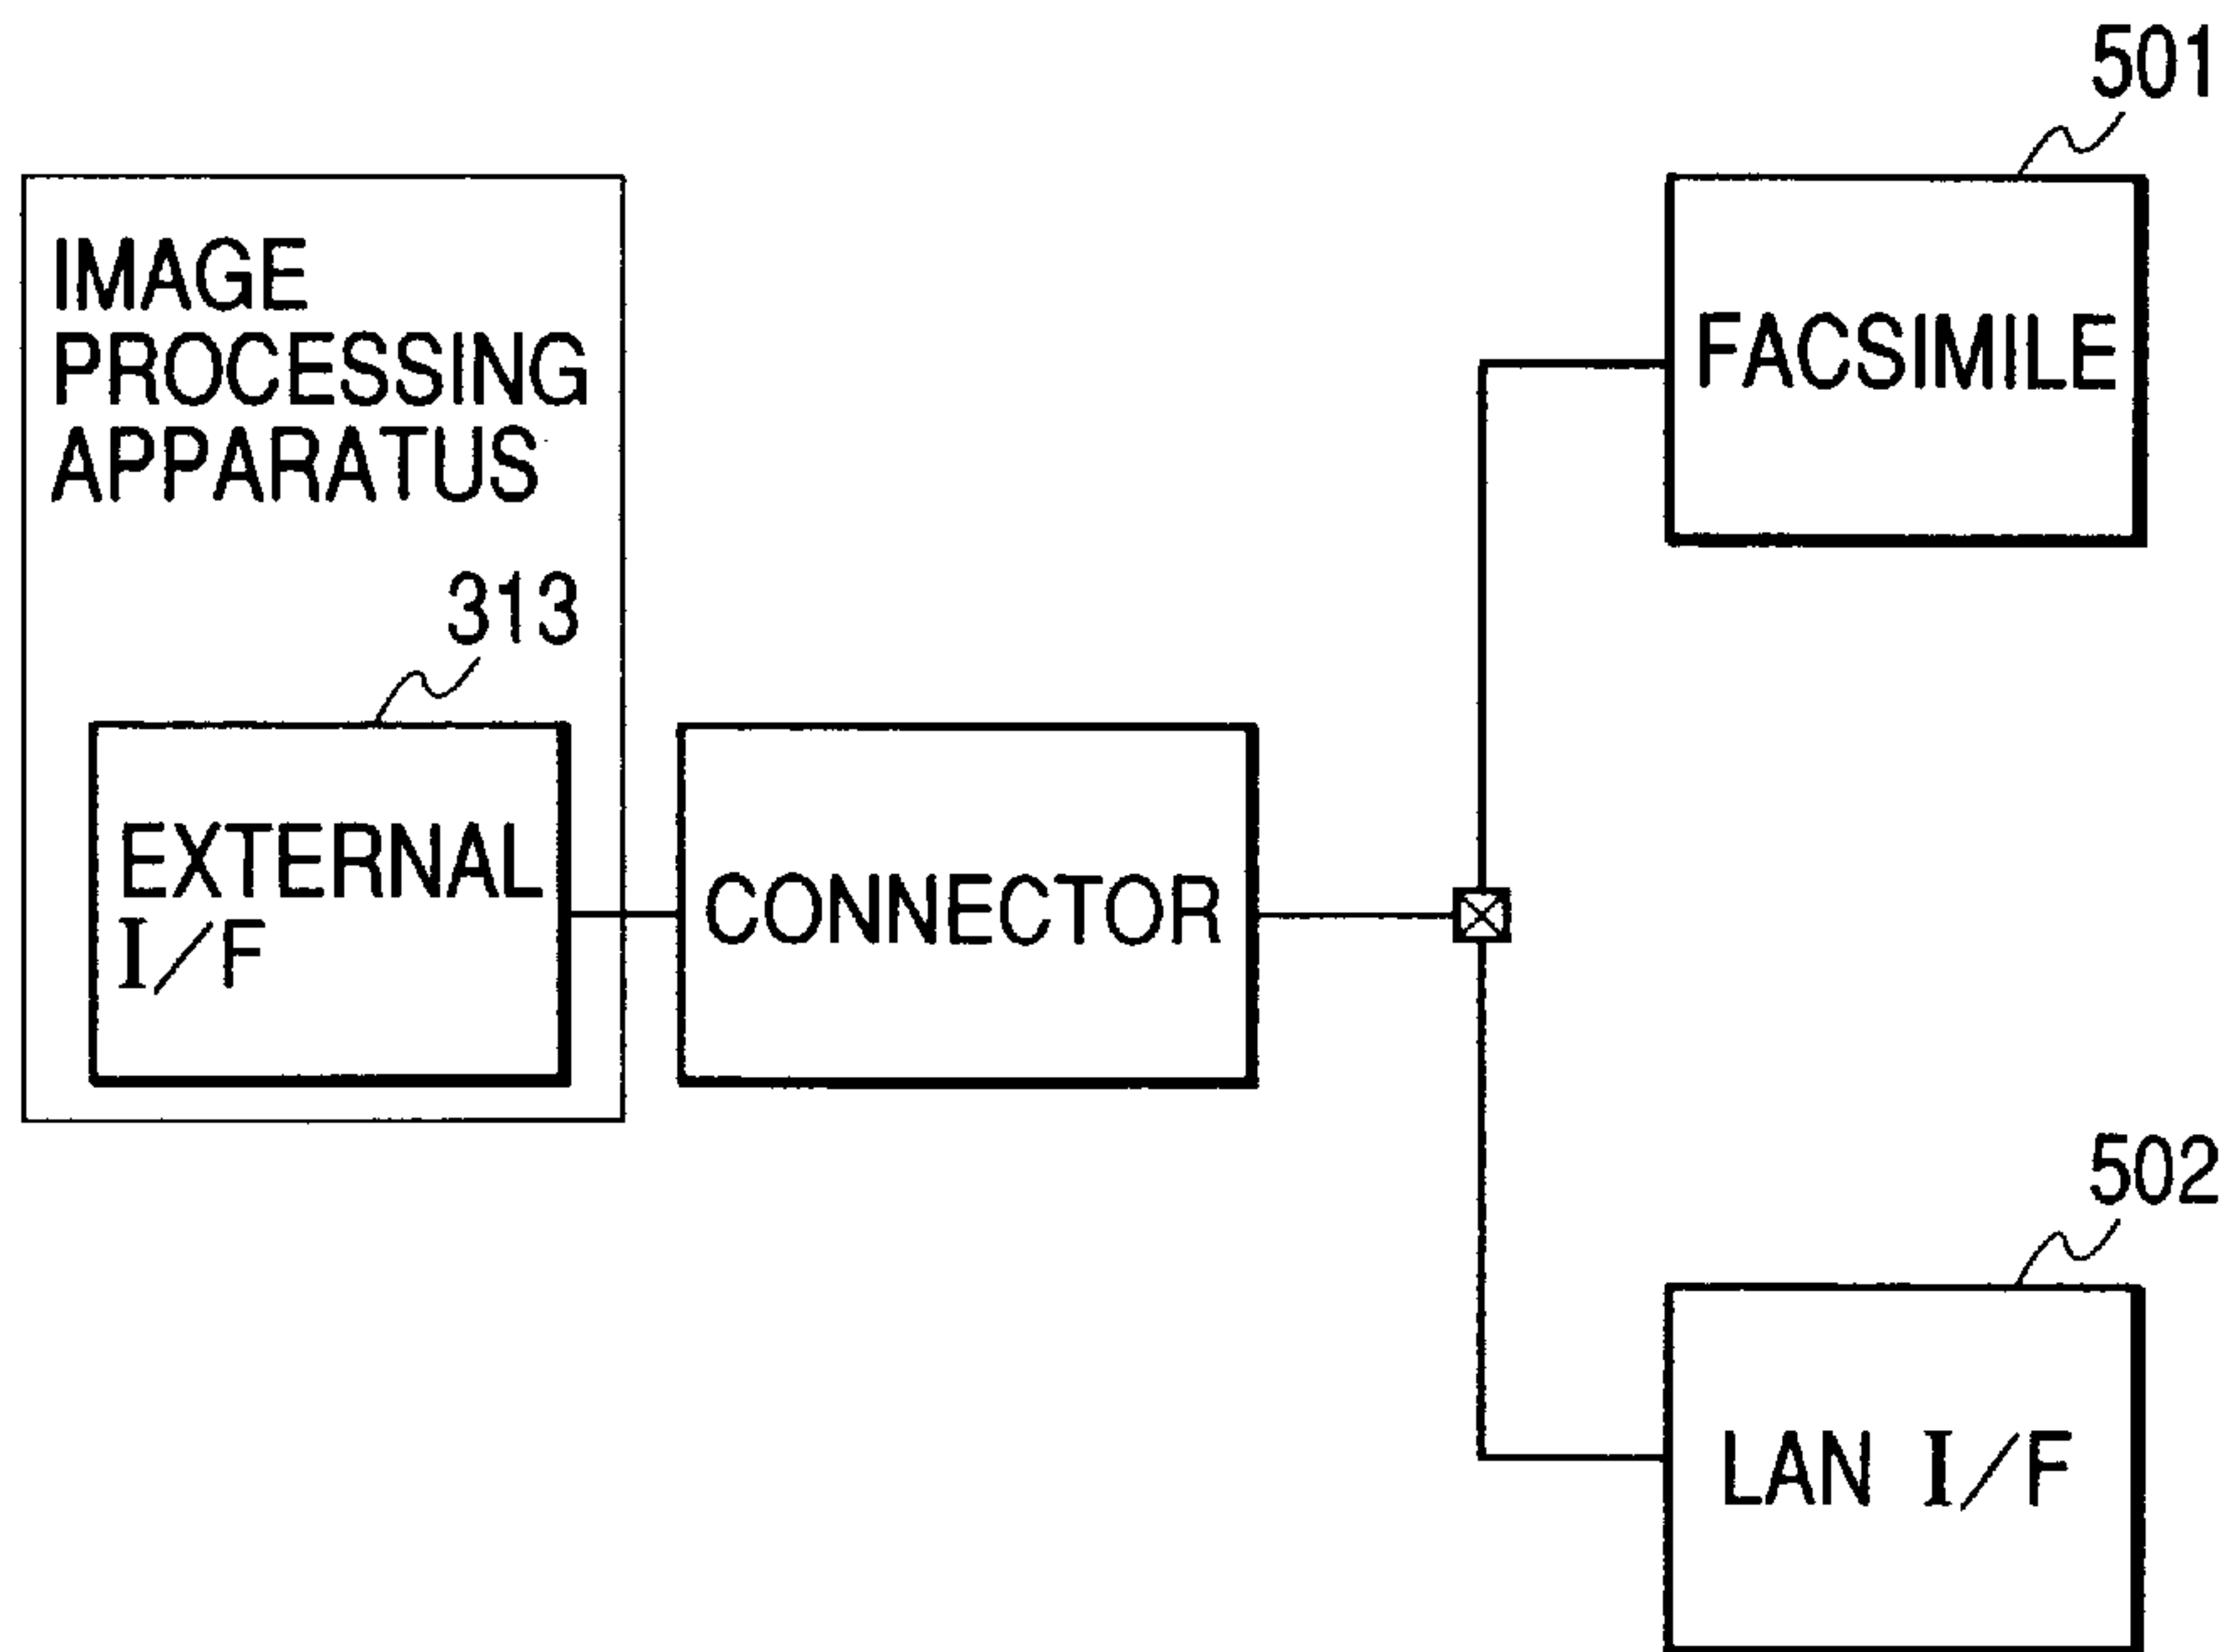 501
IMAGE
PROCESSING
APPARATUS
FACSIMILE
313
EXTERNAL
I/F
CONNECTOR
502
LAN I/F